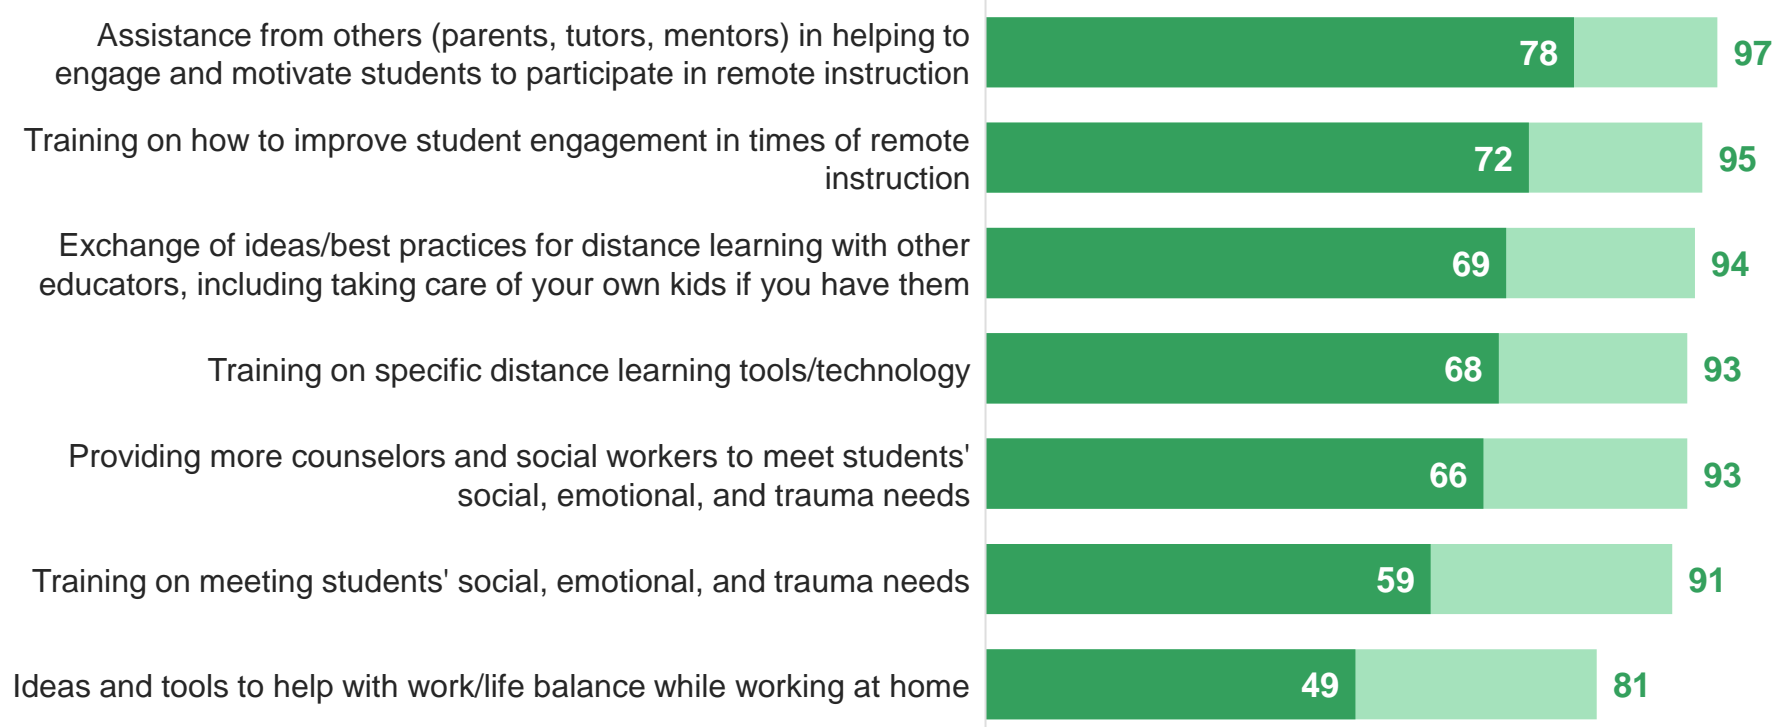 Assistance from others (parents, tutors, mentors) in helping to
engage and motivate students to participate in remote instruction
78 97
Training on how to improve student engagement in times of remote
instruction
72 95
Exchange of ideas/best practices for distance learning with other
educators, including taking care of your own kids if you have them
69 94
Training on specific distance learning tools/technology
68 93
Providing more counselors and social workers to meet students'
social, emotional, and trauma needs
66 93
Training on meeting students' social, emotional, and trauma needs
59 91
Ideas and tools to help with work/life balance while working at home
49 81